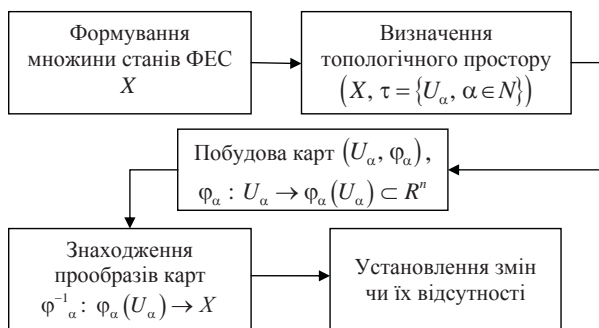 Формування
множини станів ФЕС
X
Визначення
топологічного простору
(X, τ = {U_α, α ∈ N})
Побудова карт (U_α, φ_α),
φ_α : U_α → φ_α(U_α) ⊂ R^n
Знаходження
прообразів карт
φ^{-1}_α : φ_α(U_α) → X
Установлення змін
чи їх відсутності